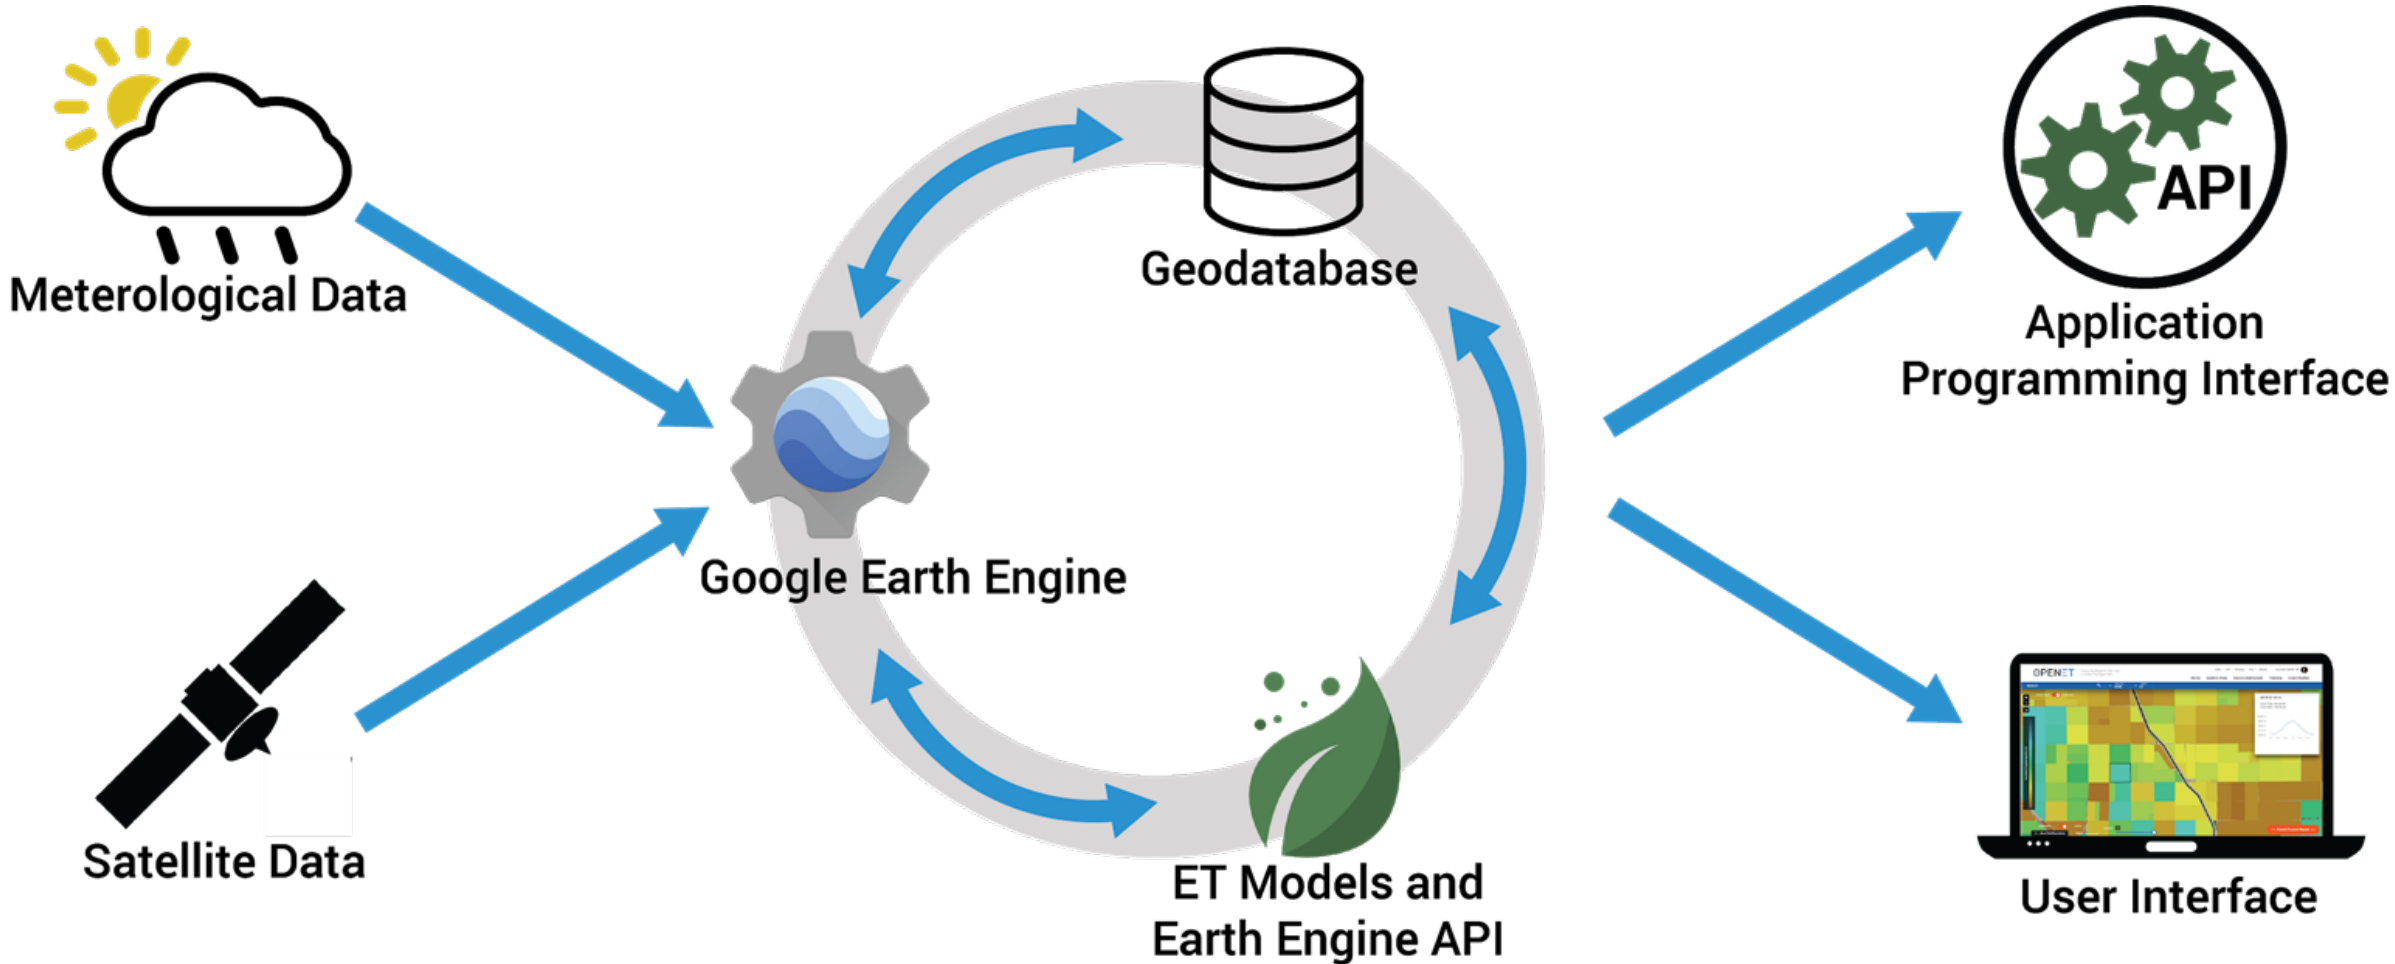 Meterological Data
Satellite Data
Google Earth Engine
Geodatabase
ET Models and
Earth Engine API
API
Application
Programming Interface
OPENET
User Interface